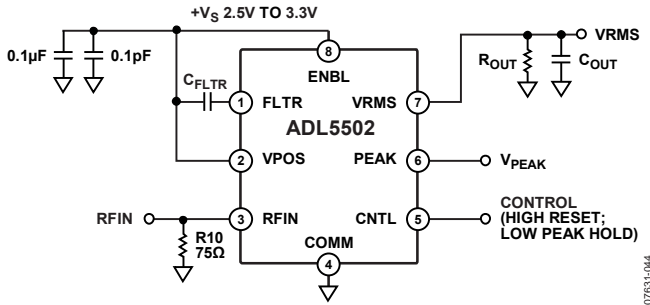 +VS 2.5V TO 3.3V
0.1µF
0.1pF
CFLTR
8
ENBL
1
FLTR
VRMS
7
ROUT
COUT
VRMS
ADL5502
2
VPOS
PEAK
6
VPEAK
RFIN
3
RFIN
CNTL
5
CONTROL
(HIGH RESET;
LOW PEAK HOLD)
R10
75Ω
COMM
4
07631-044